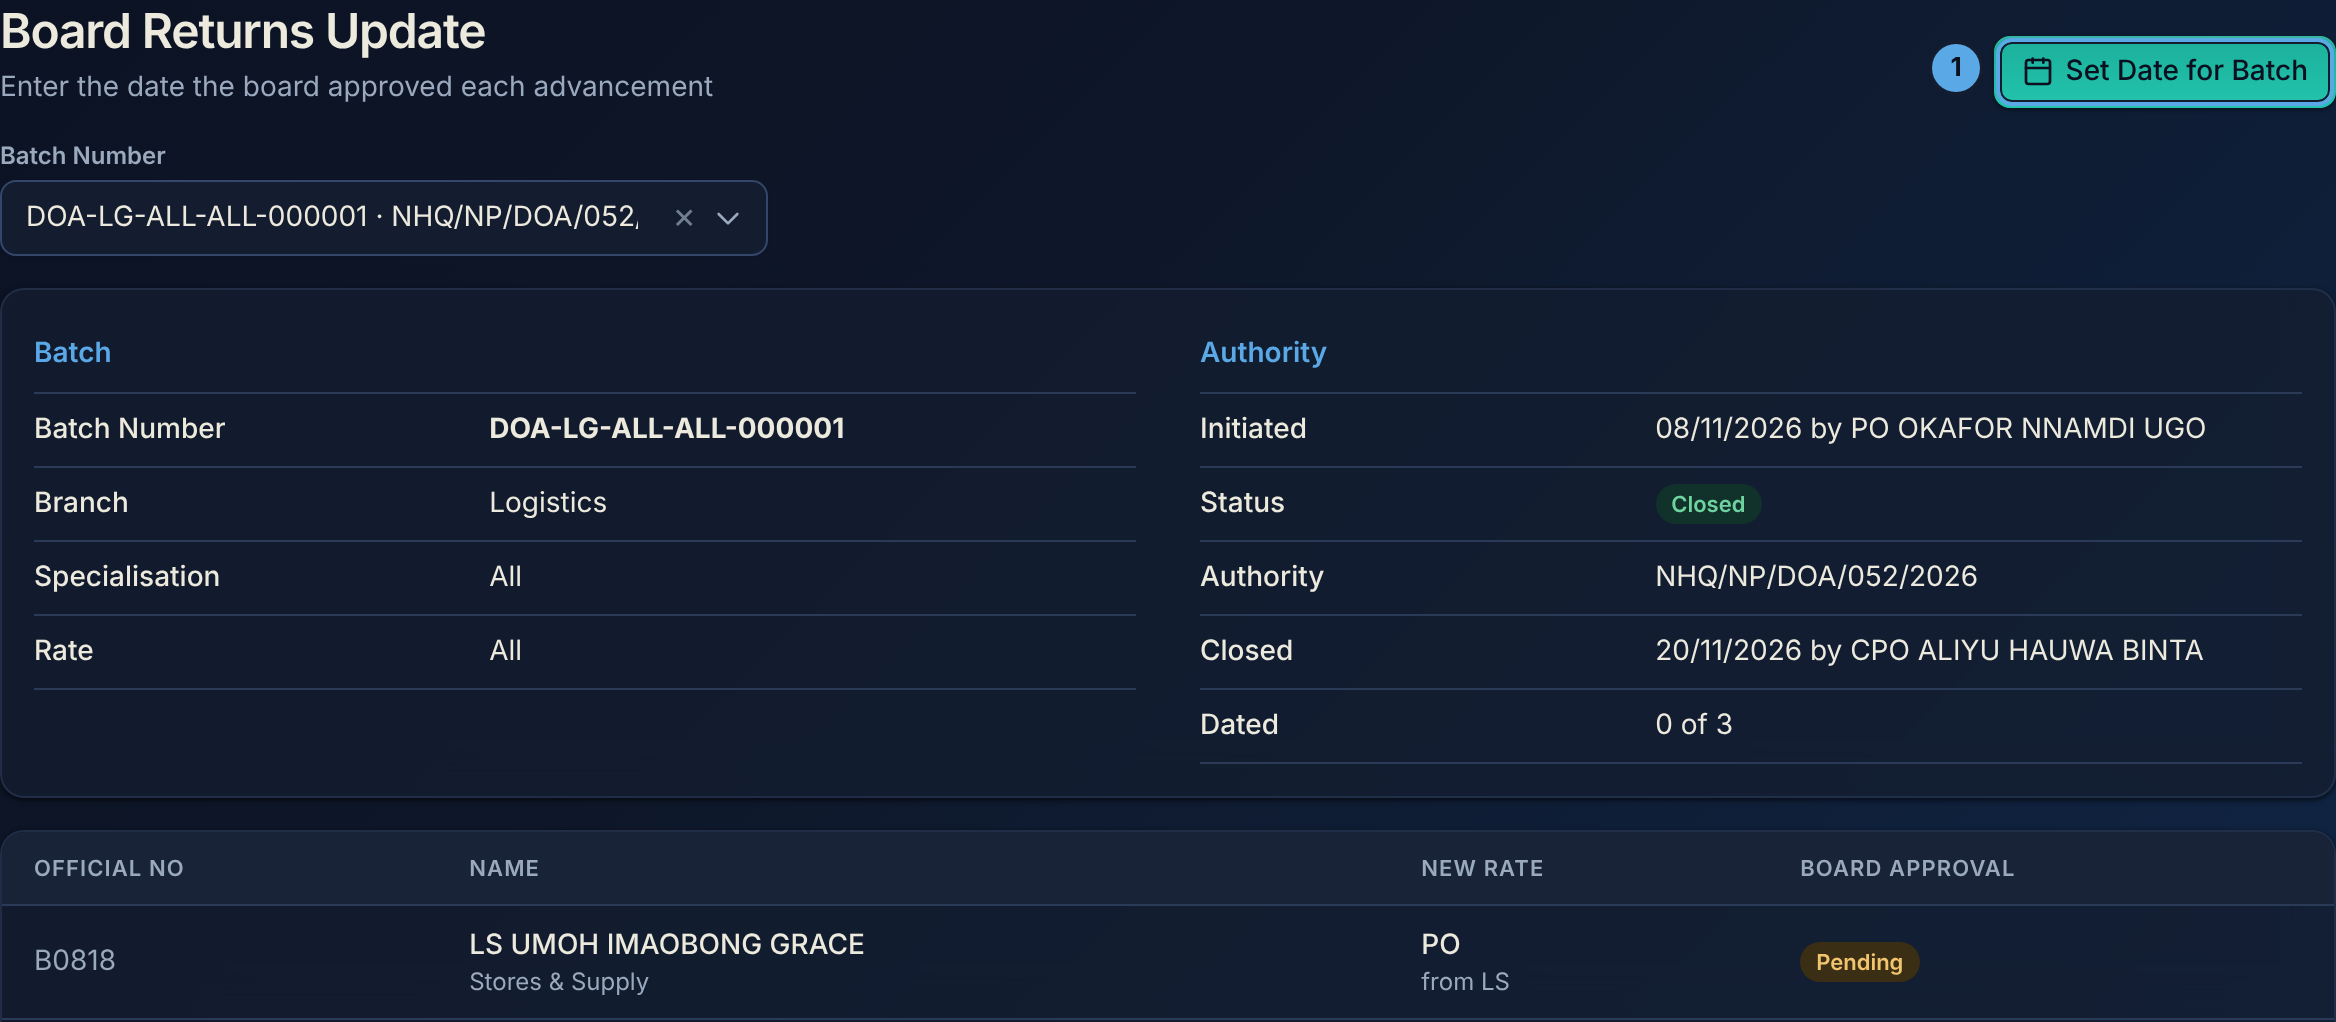 Board Returns Update
Enter the date the board approved each advancement
1
Set Date for Batch
Batch Number
DOA-LG-ALL-ALL-000001 · NHQ/NP/DOA/052,
Batch
Batch Number DOA-LG-ALL-ALL-000001
Branch Logistics
Specialisation All
Rate All
Authority
Initiated 08/11/2026 by PO OKAFOR NNAMDI UGO
Status Closed
Authority NHQ/NP/DOA/052/2026
Closed 20/11/2026 by CPO ALIYU HAUWA BINTA
Dated 0 of 3
OFFICIAL NO NAME NEW RATE BOARD APPROVAL
B0818 LS UMOH IMAOBONG GRACE PO Pending
Stores & Supply from LS